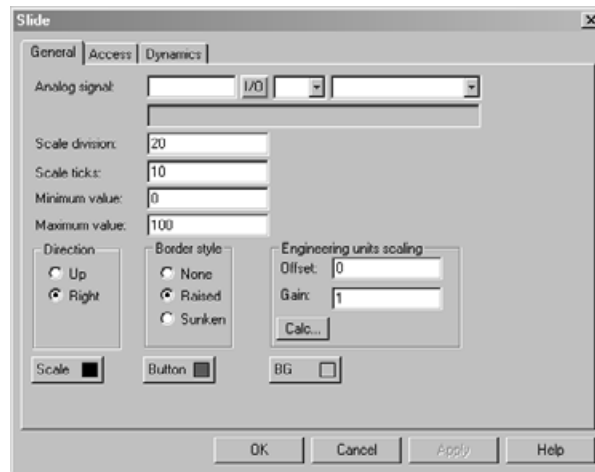 Slide
General Access Dynamics
Analog signal: I/O
Scale division: 20
Scale ticks: 10
Minimum value: 0
Maximum value: 100
Direction Border style Engineering units scaling
Up None Offset: 0
Right Raised Gain: 1
Sunken Calc...
Scale Button BG
OK Cancel Apply Help